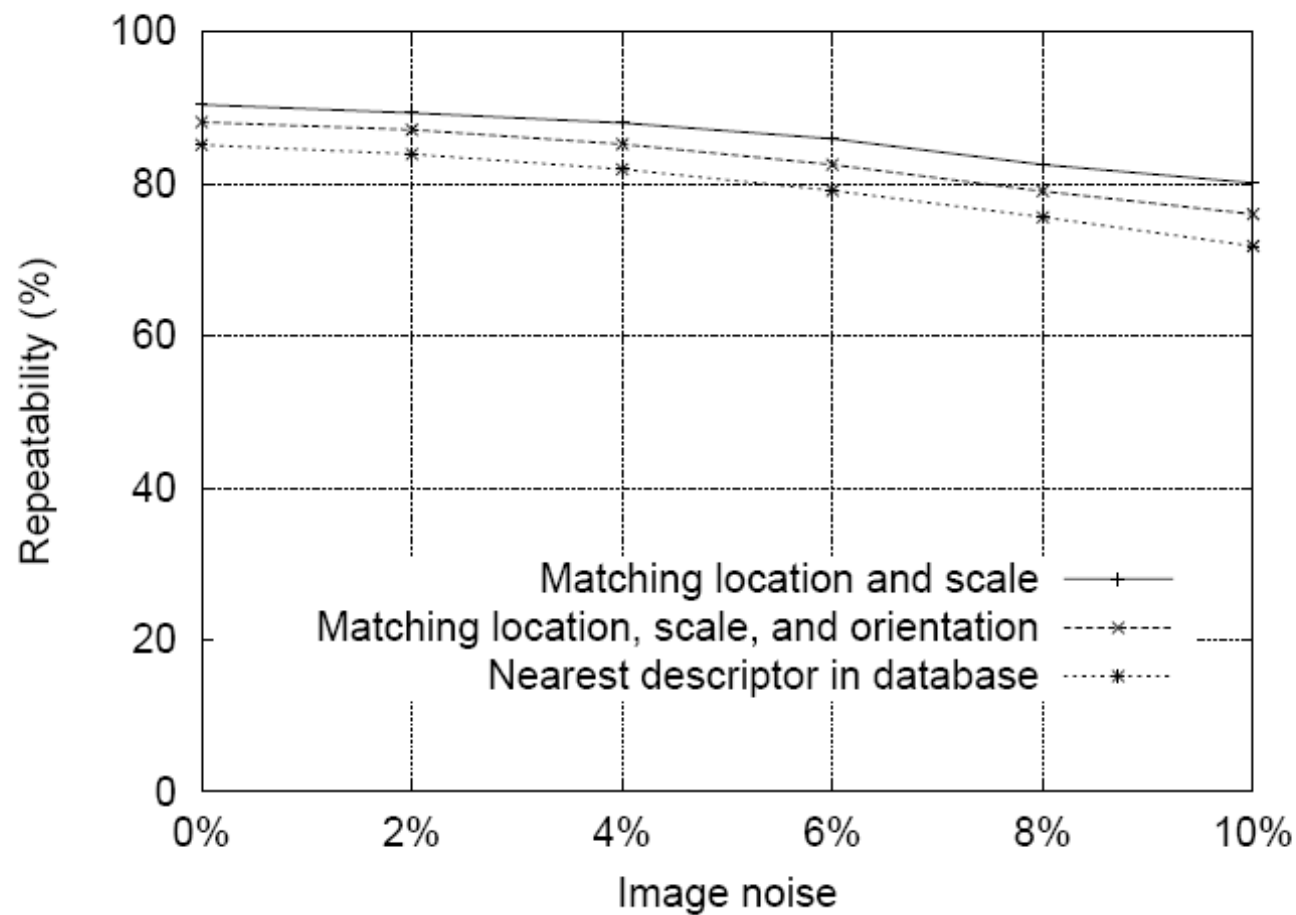 100
80
60
40
20
0
Repeatability (%)
Matching location and scale
Matching location, scale, and orientation
Nearest descriptor in database
0% 2% 4% 6% 8% 10%
Image noise